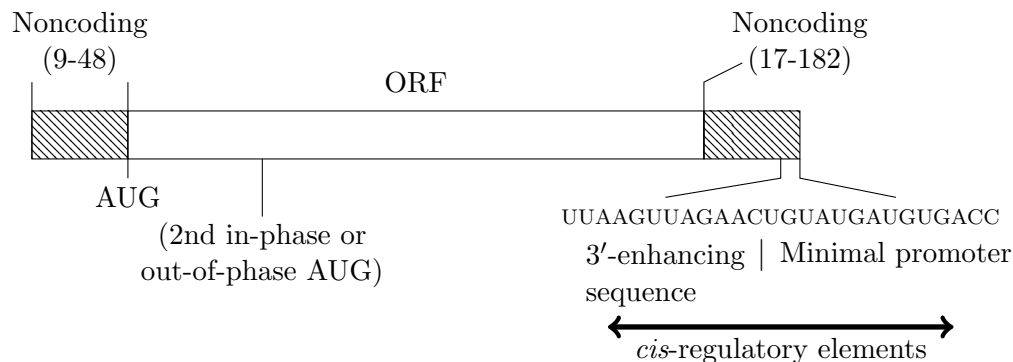 Noncoding
(9-48)
Noncoding
(17-182)
ORF
AUG
(2nd in-phase or
out-of-phase AUG)
UUAAGUUAGAACUGUAUGAUGUGACC
3′-enhancing | Minimal promoter
sequence
cis-regulatory elements